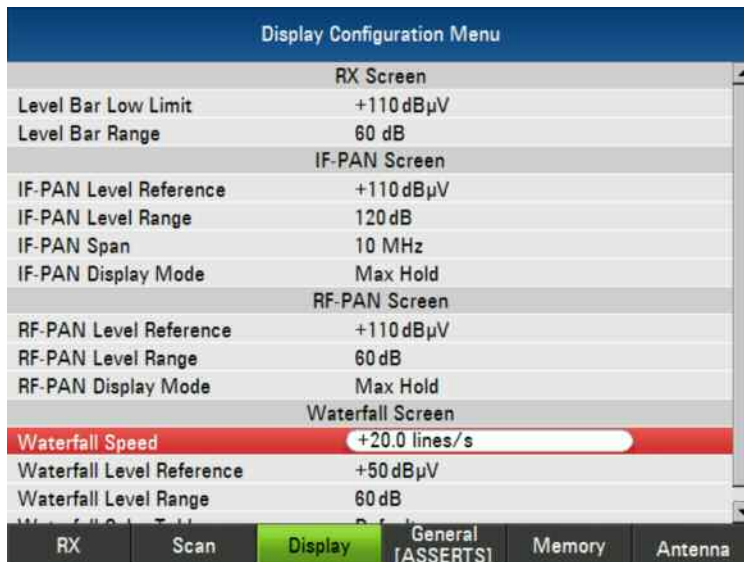 Display Configuration Menu
RX Screen
Level Bar Low Limit +110 dBµV
Level Bar Range 60 dB
IF-PAN Screen
IF-PAN Level Reference +110 dBµV
IF-PAN Level Range 120 dB
IF-PAN Span 10 MHz
IF-PAN Display Mode Max Hold
RF-PAN Screen
RF-PAN Level Reference +110 dBµV
RF-PAN Level Range 60 dB
RF-PAN Display Mode Max Hold
Waterfall Screen
Waterfall Speed +20.0 lines/s
Waterfall Level Reference +50 dBµV
Waterfall Level Range 60 dB
RX Scan Display General [ASSERTS] Memory Antenna